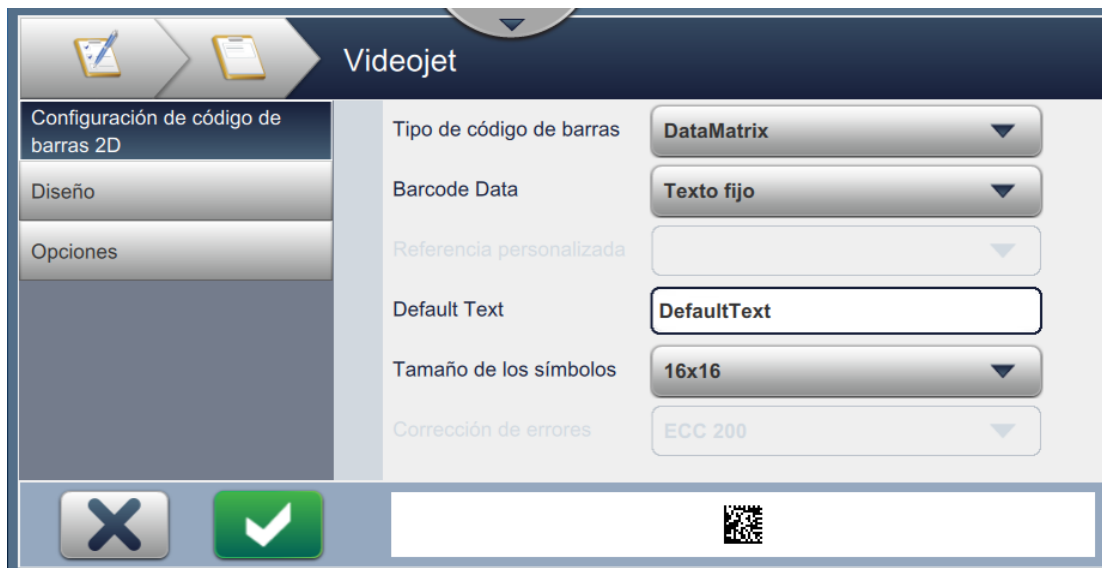 Videojet
Configuración de código de
barras 2D
Diseño
Opciones
Tipo de código de barras
DataMatrix
Barcode Data
Texto fijo
Referencia personalizada
Default Text
DefaultText
Tamaño de los símbolos
16x16
Corrección de errores
ECC 200